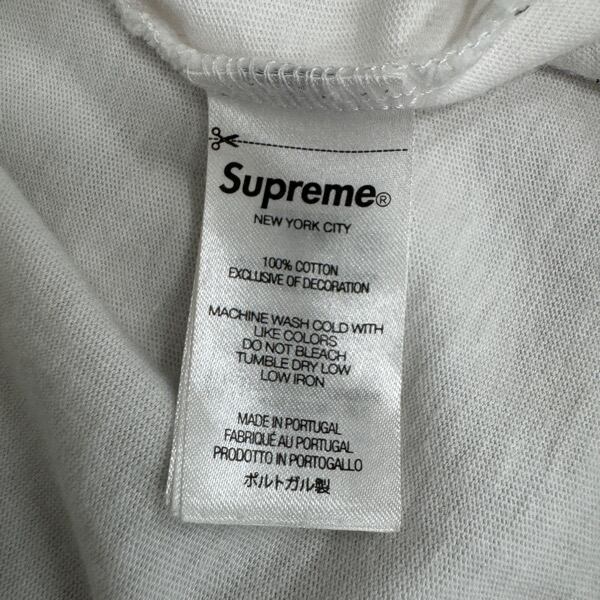 Supreme®
NEW YORK CITY
100% COTTON
EXCLUSIVE OF DECORATION
MACHINE WASH COLD WITH
LIKE COLORS
DO NOT BLEACH
TUMBLE DRY LOW
LOW IRON
MADE IN PORTUGAL
FABRIQUÉ AU PORTUGAL
PRODOTTO IN PORTOGALLO
ポルトガル製